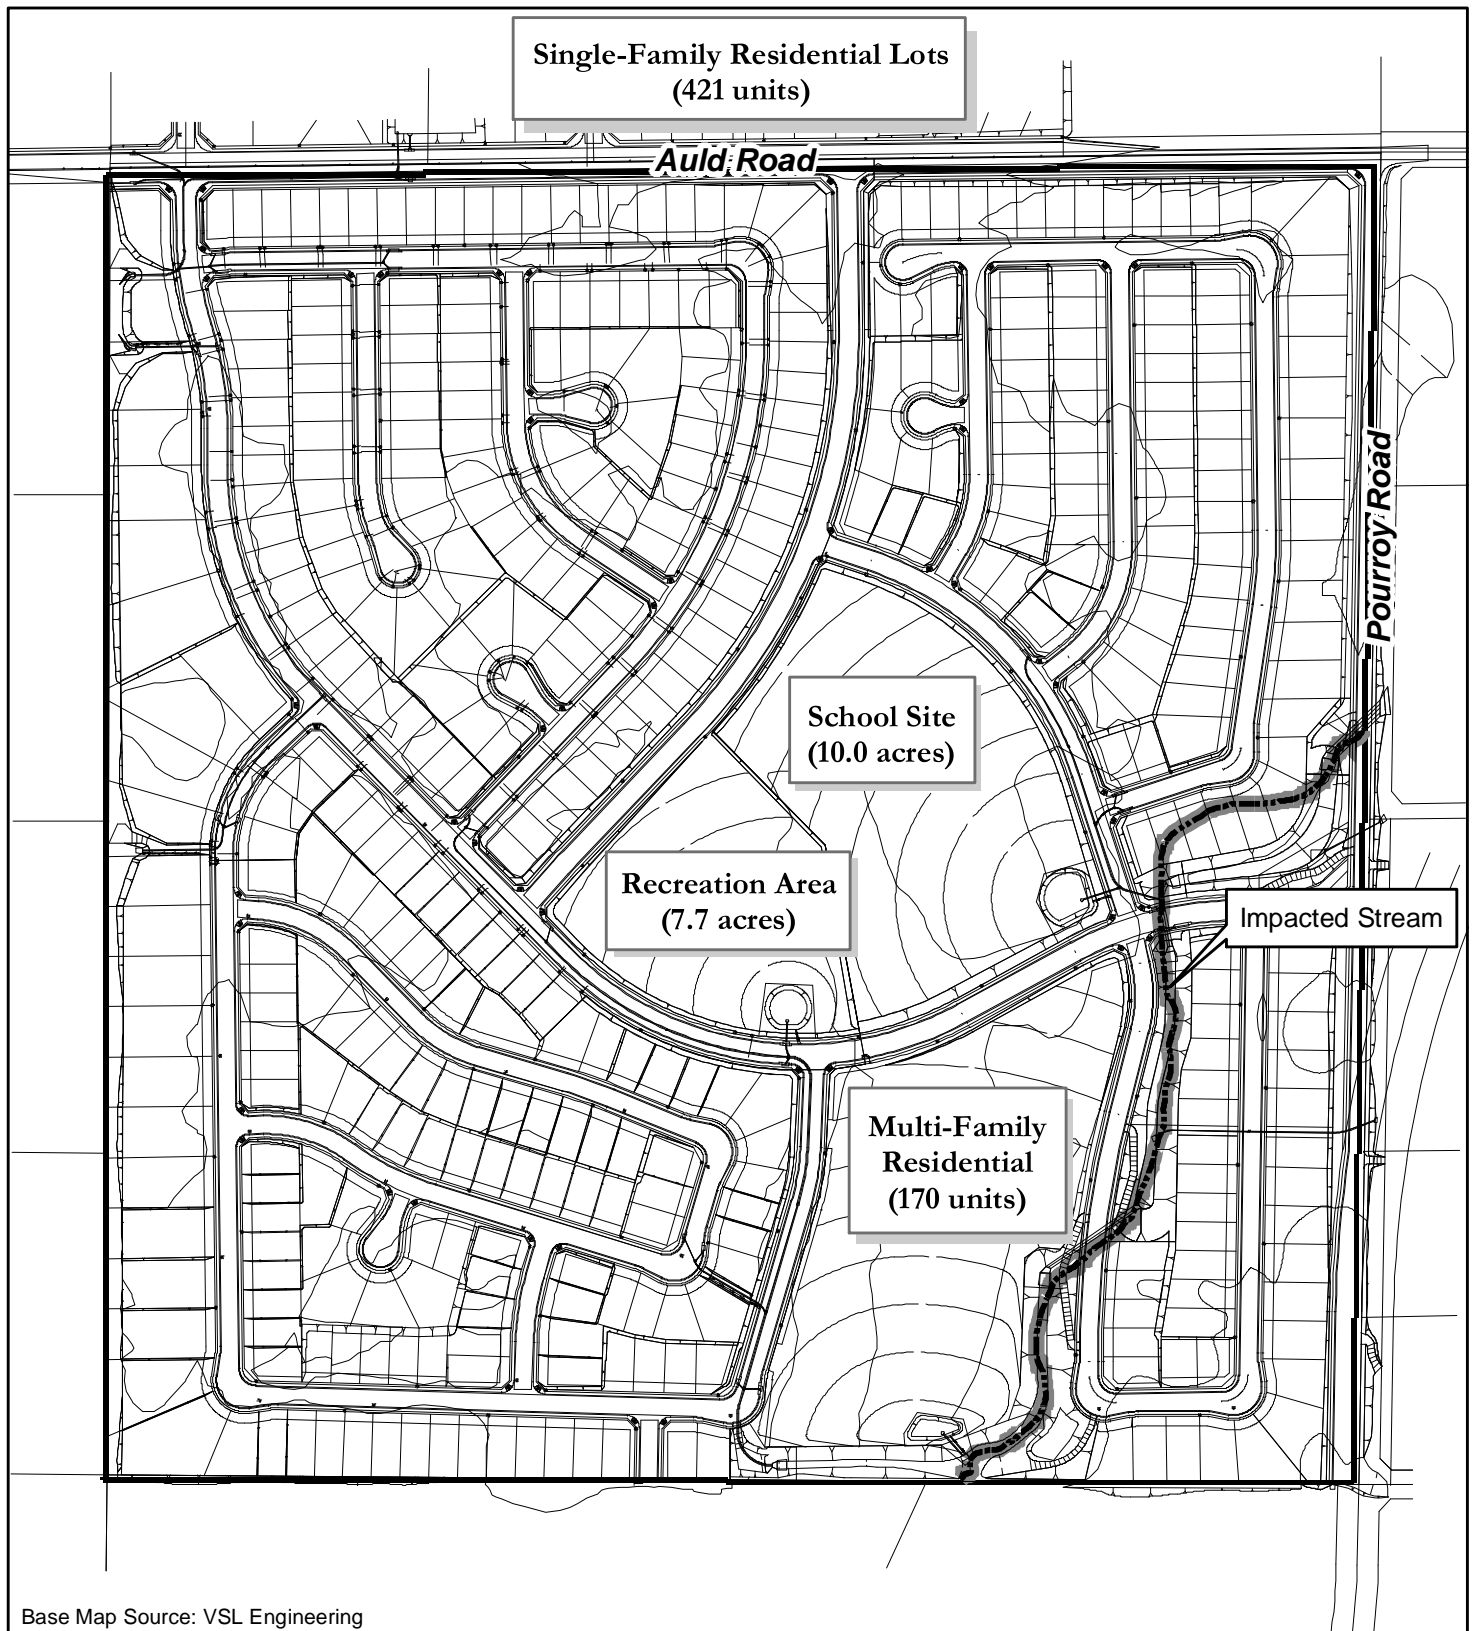 Single-Family Residential Lots
(421 units)
Auld Road
Pourroy Road
School Site
(10.0 acres)
Recreation Area
(7.7 acres)
Impacted Stream
Multi-Family
Residential
(170 units)
Base Map Source: VSL Engineering